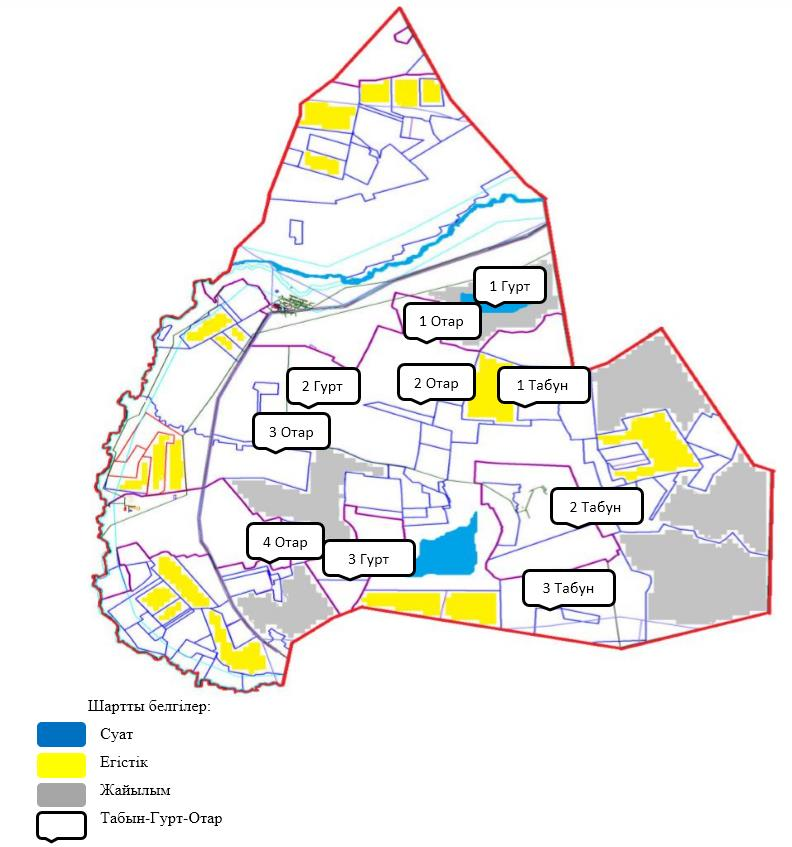 1 Гурт
1 Отар
2 Гурт
2 Отар
1 Табун
3 Отар
2 Табун
4 Отар
3 Гурт
3 Табун
Шартты белгілер:
Суат
Егістік
Жайылым
Табын-Гурт-Отар